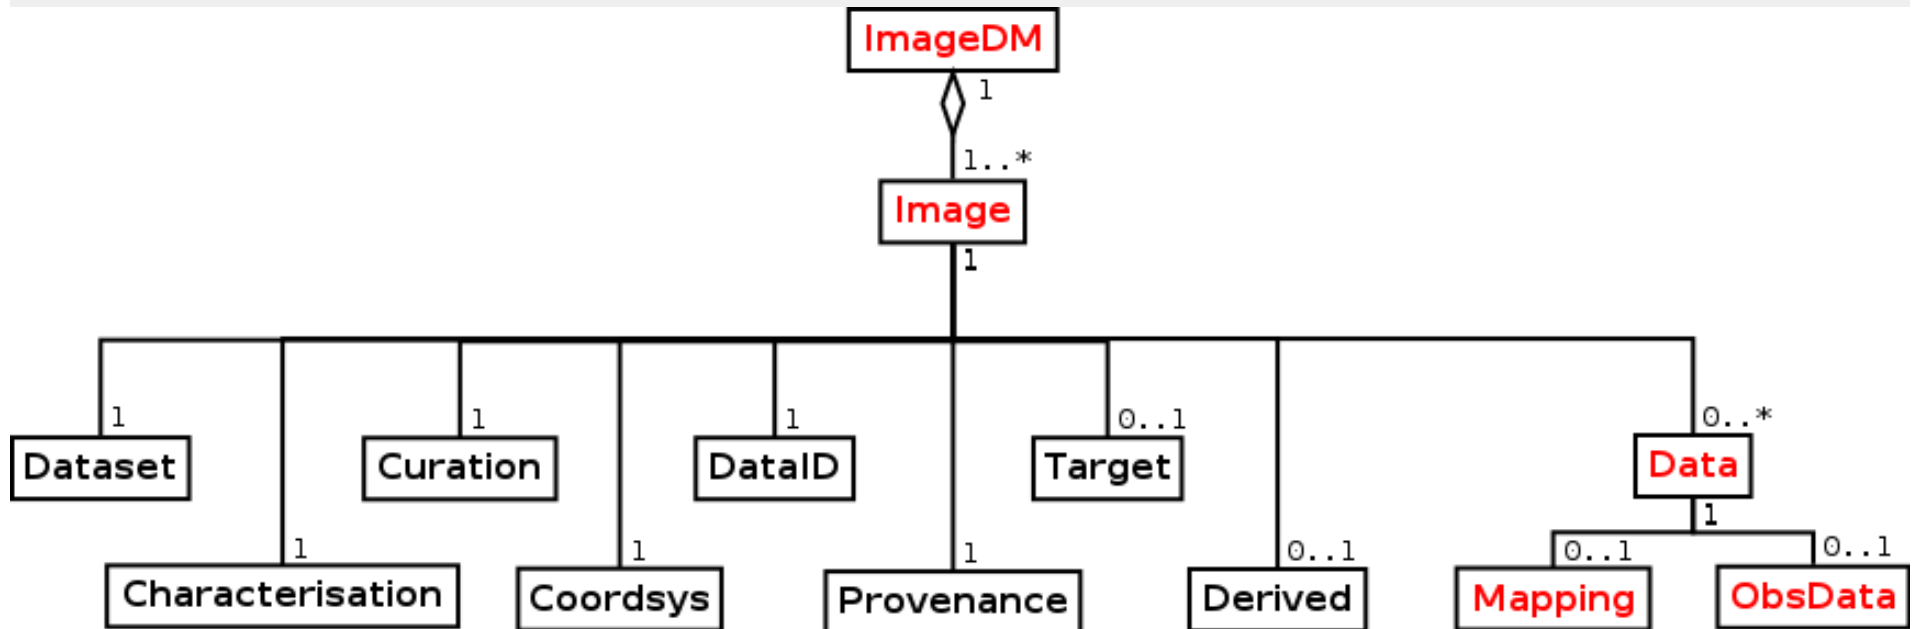 ImageDM
1
1..*
Image
1
1
1
1
0..1
0..*
Dataset
Curation
DataID
Target
Data
1
1
1
1
0..1
0..1
0..1
Characterisation
Coordsys
Provenance
Derived
Mapping
ObsData